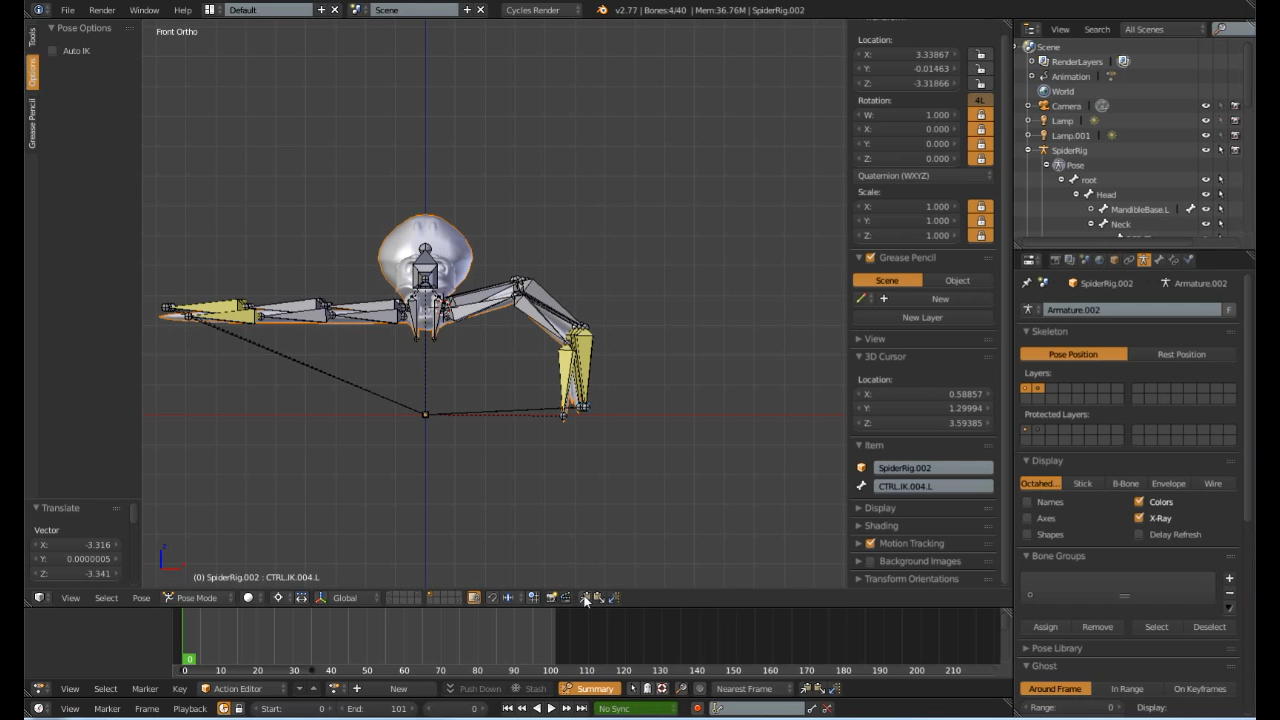 File Render Window Help Default Scene Cycles Render v2.77 | Bones:4/40 | Mem:36.76M | SpiderRig.002
Tools
Options
Grease Pencil
Pose Options
Auto IK
Front Ortho
Translate
Vector
X: -3.316
Y: 0.0000005
Z: -3.341
(0) SpiderRig.002 : CTRL.IK.004.L
Location:
X: 3.33867
Y: -0.01463
Z: -3.31866
Rotation: 4L
W: 1.000
X: 0.000
Y: 0.000
Z: 0.000
Quaternion (WXYZ)
Scale:
X: 1.000
Y: 1.000
Z: 1.000
Grease Pencil
Scene Object
New
New Layer
View
3D Cursor
Location:
X: 0.58857
Y: 1.29994
Z: 3.59385
Item
SpiderRig.002
CTRL.IK.004.L
Display
Shading
Motion Tracking
Background Images
Transform Orientations
View Search All Scenes
Scene
RenderLayers
Animation
World
Camera
Lamp
Lamp.001
SpiderRig
Pose
root
Head
MandibleBase.L
Neck
SpiderRig.002 Armature.002
Armature.002 F
Skeleton
Pose Position Rest Position
Layers:
Protected Layers:
Display
Octahed... Stick B-Bone Envelope Wire
Names Colors
Axes X-Ray
Shapes Delay Refresh
Bone Groups
Assign Remove Select Deselect
Pose Library
Ghost
Around Frame In Range On Keyframes
Range: 0 Display:
View Select Pose Pose Mode Global
0
0 10 20 30 40 50 60 70 80 90 100 110 120 130 140 150 160 170 180 190 200 210
View Select Marker Key Action Editor New Push Down Stash Summary Nearest Frame
View Marker Frame Playback Start: 0 End: 101 0 No Sync